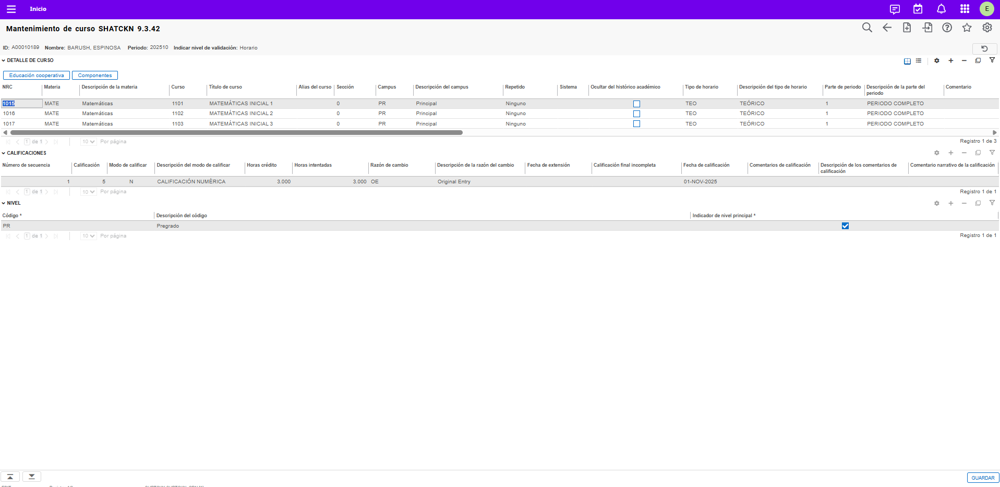 Inicio
E
Mantenimiento de curso SHATCKN 9.3.42
ID: A00010189 Nombre: BARUSH, ESPINOSA Periodo: 202510 Indicar nivel de validación: Horario
DETALLE DE CURSO
Educación cooperativa Componentes
NRC Materia Descripción de la materia Curso Título de curso Alias del curso Sección Campus Descripción del campus Repetido Sistema Ocultar del histórico académico Tipo de horario Descripción del tipo de horario Parte de periodo Descripción de la parte del periodo Comentario
1015 MATE Matemáticas 1101 MATEMÁTICAS INICIAL 1 0 PR Principal Ninguno TEO TEÓRICO 1 PERIODO COMPLETO
1016 MATE Matemáticas 1102 MATEMÁTICAS INICIAL 2 0 PR Principal Ninguno TEO TEÓRICO 1 PERIODO COMPLETO
1017 MATE Matemáticas 1103 MATEMÁTICAS INICIAL 3 0 PR Principal Ninguno TEO TEÓRICO 1 PERIODO COMPLETO
1 de 1 10 Por página Registro 1 de 3
CALIFICACIONES
Número de secuencia Calificación Modo de calificar Descripción del modo de calificar Horas crédito Horas intentadas Razón de cambio Descripción de la razón del cambio Fecha de extensión Calificación final incompleta Fecha de calificación Comentarios de calificación Descripción de los comentarios de calificación Comentario narrativo de la calificación
1 5 N CALIFICACIÓN NUMÉRICA 3.000 3.000 OE Original Entry 01-NOV-2025
1 de 1 10 Por página Registro 1 de 1
NIVEL
Código * Descripción del código Indicador de nivel principal *
PR Pregrado
1 de 1 10 Por página Registro 1 de 1
GUARDAR